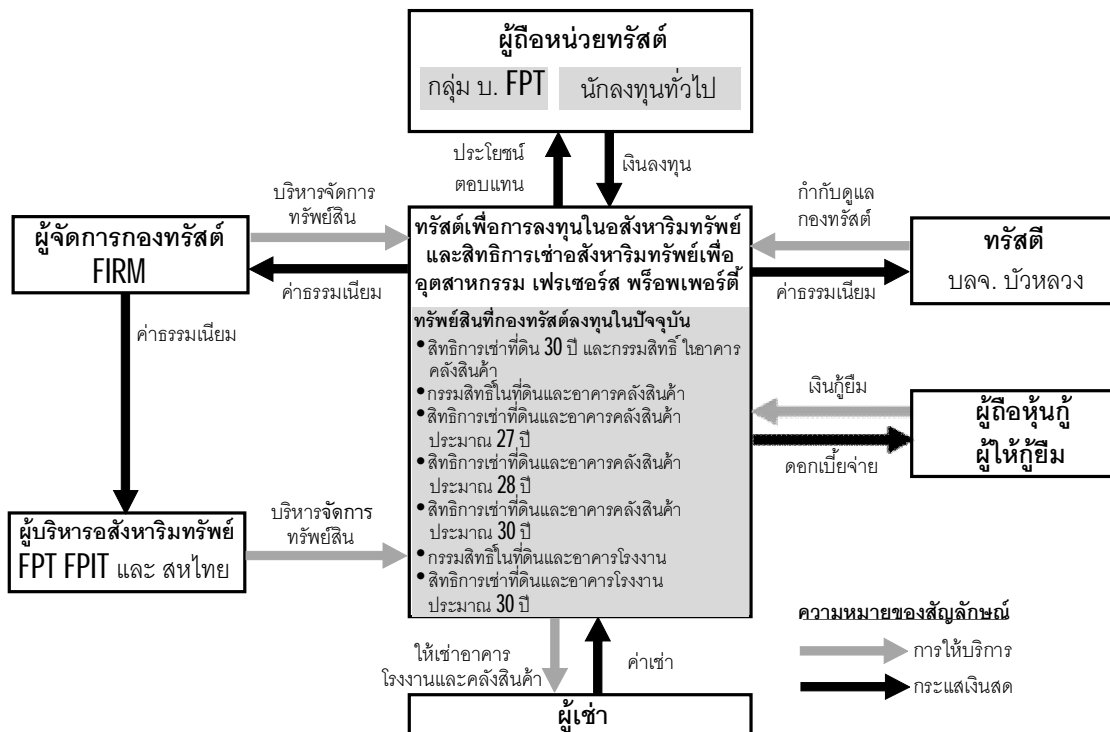 ผู้ถือหน่วยทรัสต์
กลุ่ม บ. FPT
นักลงทุนทั่วไป
ประโยชน์
ตอบแทน
เงินลงทุน
บริหารจัดการ
ทรัพย์สิน
กำกับดูแล
กองทรัสต์
ผู้จัดการกองทรัสต์
FIRM
ค่าธรรมเนียม
ทรัสต์เพื่อการลงทุนในอสังหาริมทรัพย์
และสิทธิการเช่าอสังหาริมทรัพย์เพื่อ
อุตสาหกรรม เฟรเซอร์ส พร็อพเพอร์ตี้
ค่าธรรมเนียม
ทรัสตี
บลจ. บัวหลวง
ค่าธรรมเนียม
ทรัพย์สินที่กองทรัสต์ลงทุนในปัจจุบัน
•สิทธิการเช่าที่ดิน 30 ปี และกรรมสิทธิ์ ในอาคาร
คลังสินค้า
•กรรมสิทธิ์ในที่ดินและอาคารคลังสินค้า
•สิทธิการเช่าที่ดินและอาคารคลังสินค้า
ประมาณ 27 ปี
•สิทธิการเช่าที่ดินและอาคารคลังสินค้า
ประมาณ 28 ปี
•สิทธิการเช่าที่ดินและอาคารคลังสินค้า
ประมาณ 30 ปี
•กรรมสิทธิ์ในที่ดินและอาคารโรงงาน
•สิทธิการเช่าที่ดินและอาคารโรงงาน
ประมาณ 30 ปี
เงินกู้ยืม
ผู้ถือหุ้นกู้
ผู้ให้กู้ยืม
ดอกเบี้ยจ่าย
ผู้บริหารอสังหาริมทรัพย์
FPT FPIT และ สหไทย
บริหารจัดการ
ทรัพย์สิน
ให้เช่าอาคาร
โรงงานและคลังสินค้า
ค่าเช่า
ผู้เช่า
ความหมายของสัญลักษณ์
การให้บริการ
กระแสเงินสด